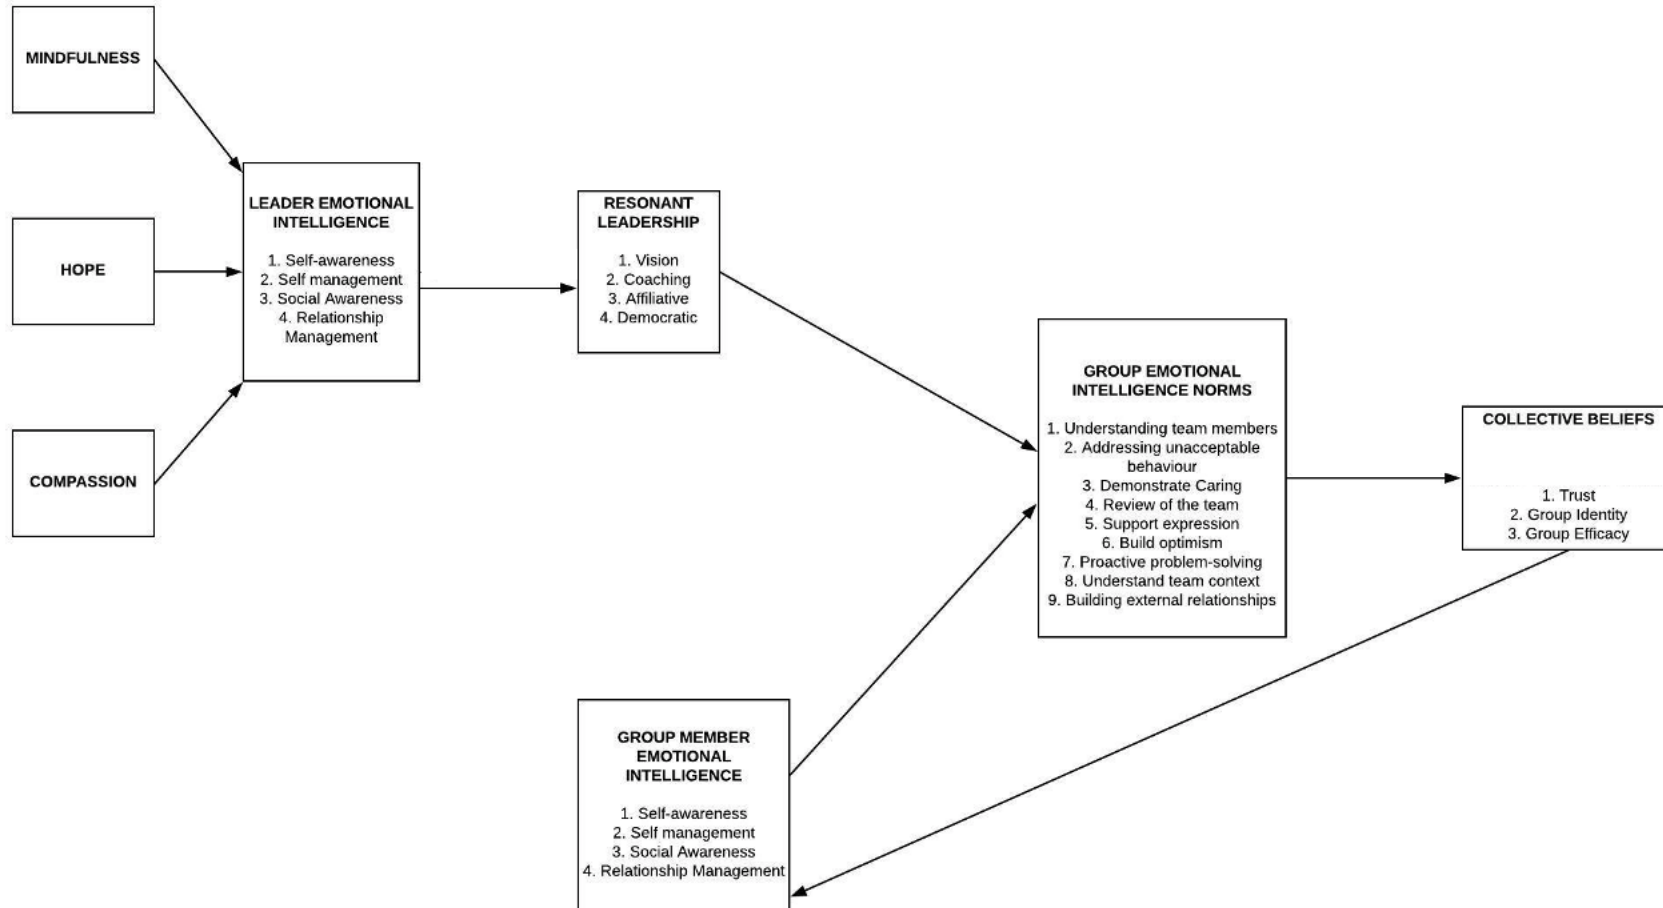 MINDFULNESS
HOPE
COMPASSION
LEADER EMOTIONAL
INTELLIGENCE
1. Self-awareness
2. Self management
3. Social Awareness
4. Relationship
Management
RESONANT
LEADERSHIP
1. Vision
2. Coaching
3. Affiliative
4. Democratic
GROUP MEMBER
EMOTIONAL
INTELLIGENCE
1. Self-awareness
2. Self management
3. Social Awareness
4. Relationship Management
GROUP EMOTIONAL
INTELLIGENCE NORMS
1. Understanding team members
2. Addressing unacceptable
behaviour
3. Demonstrate Caring
4. Review of the team
5. Support expression
6. Build optimism
7. Proactive problem-solving
8. Understand team context
9. Building external relationships
COLLECTIVE BELIEFS
1. Trust
2. Group Identity
3. Group Efficacy